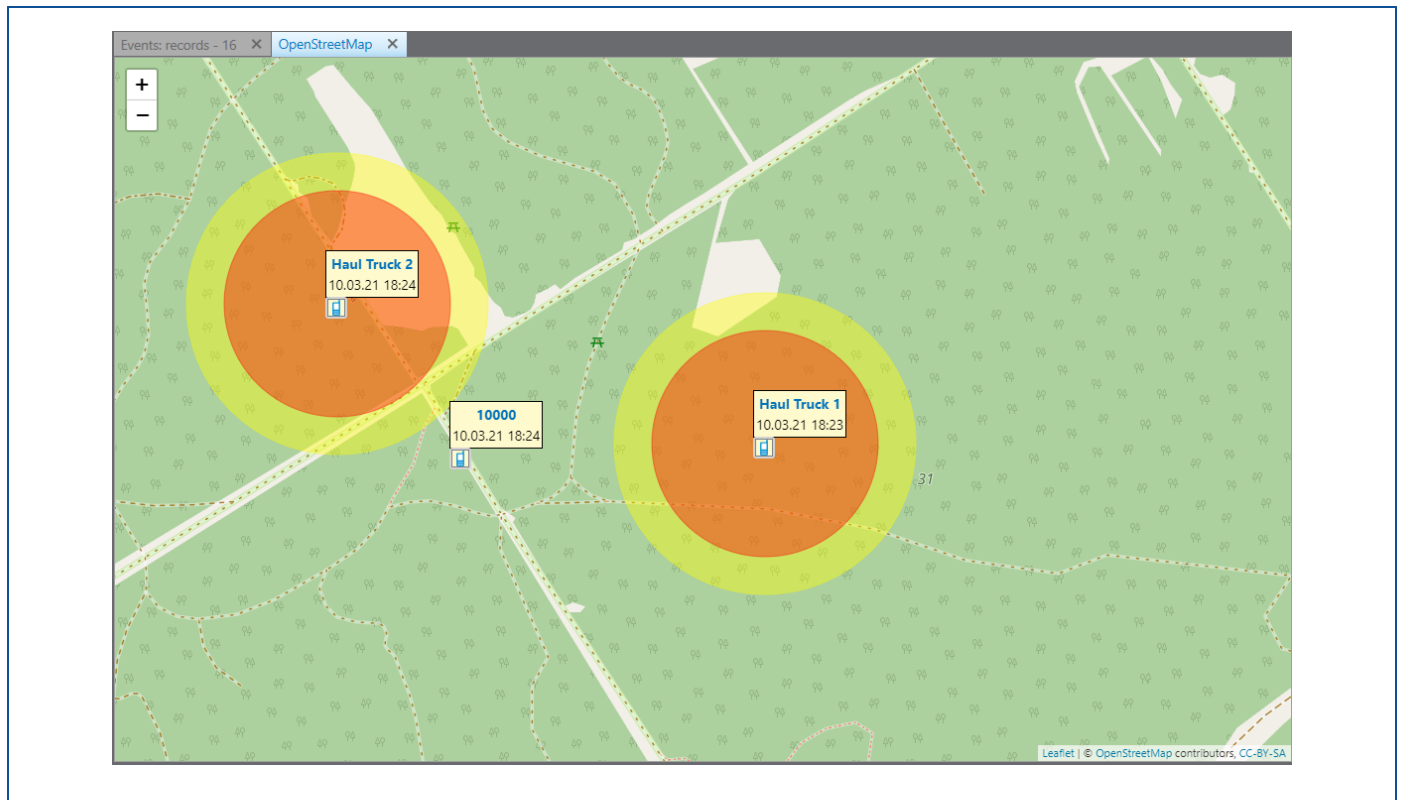 Events: records - 16 ✕ OpenStreetMap ✕
+
−
Haul Truck 2
10.03.21 18:24
Haul Truck 1
10.03.21 18:23
10000
10.03.21 18:24
31
Leaflet | © OpenStreetMap contributors, CC-BY-SA